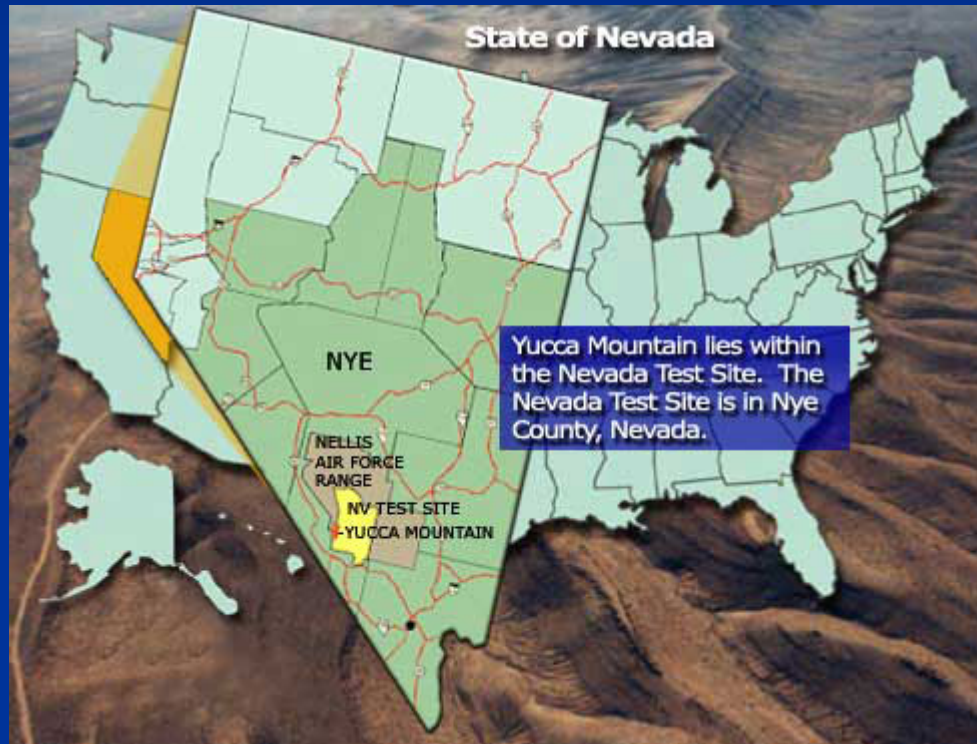 State of Nevada
NYE
Yucca Mountain lies within
the Nevada Test Site.  The
Nevada Test Site is in Nye
County, Nevada.
NELLIS
AIR FORCE
RANGE
NV TEST SITE
YUCCA MOUNTAIN